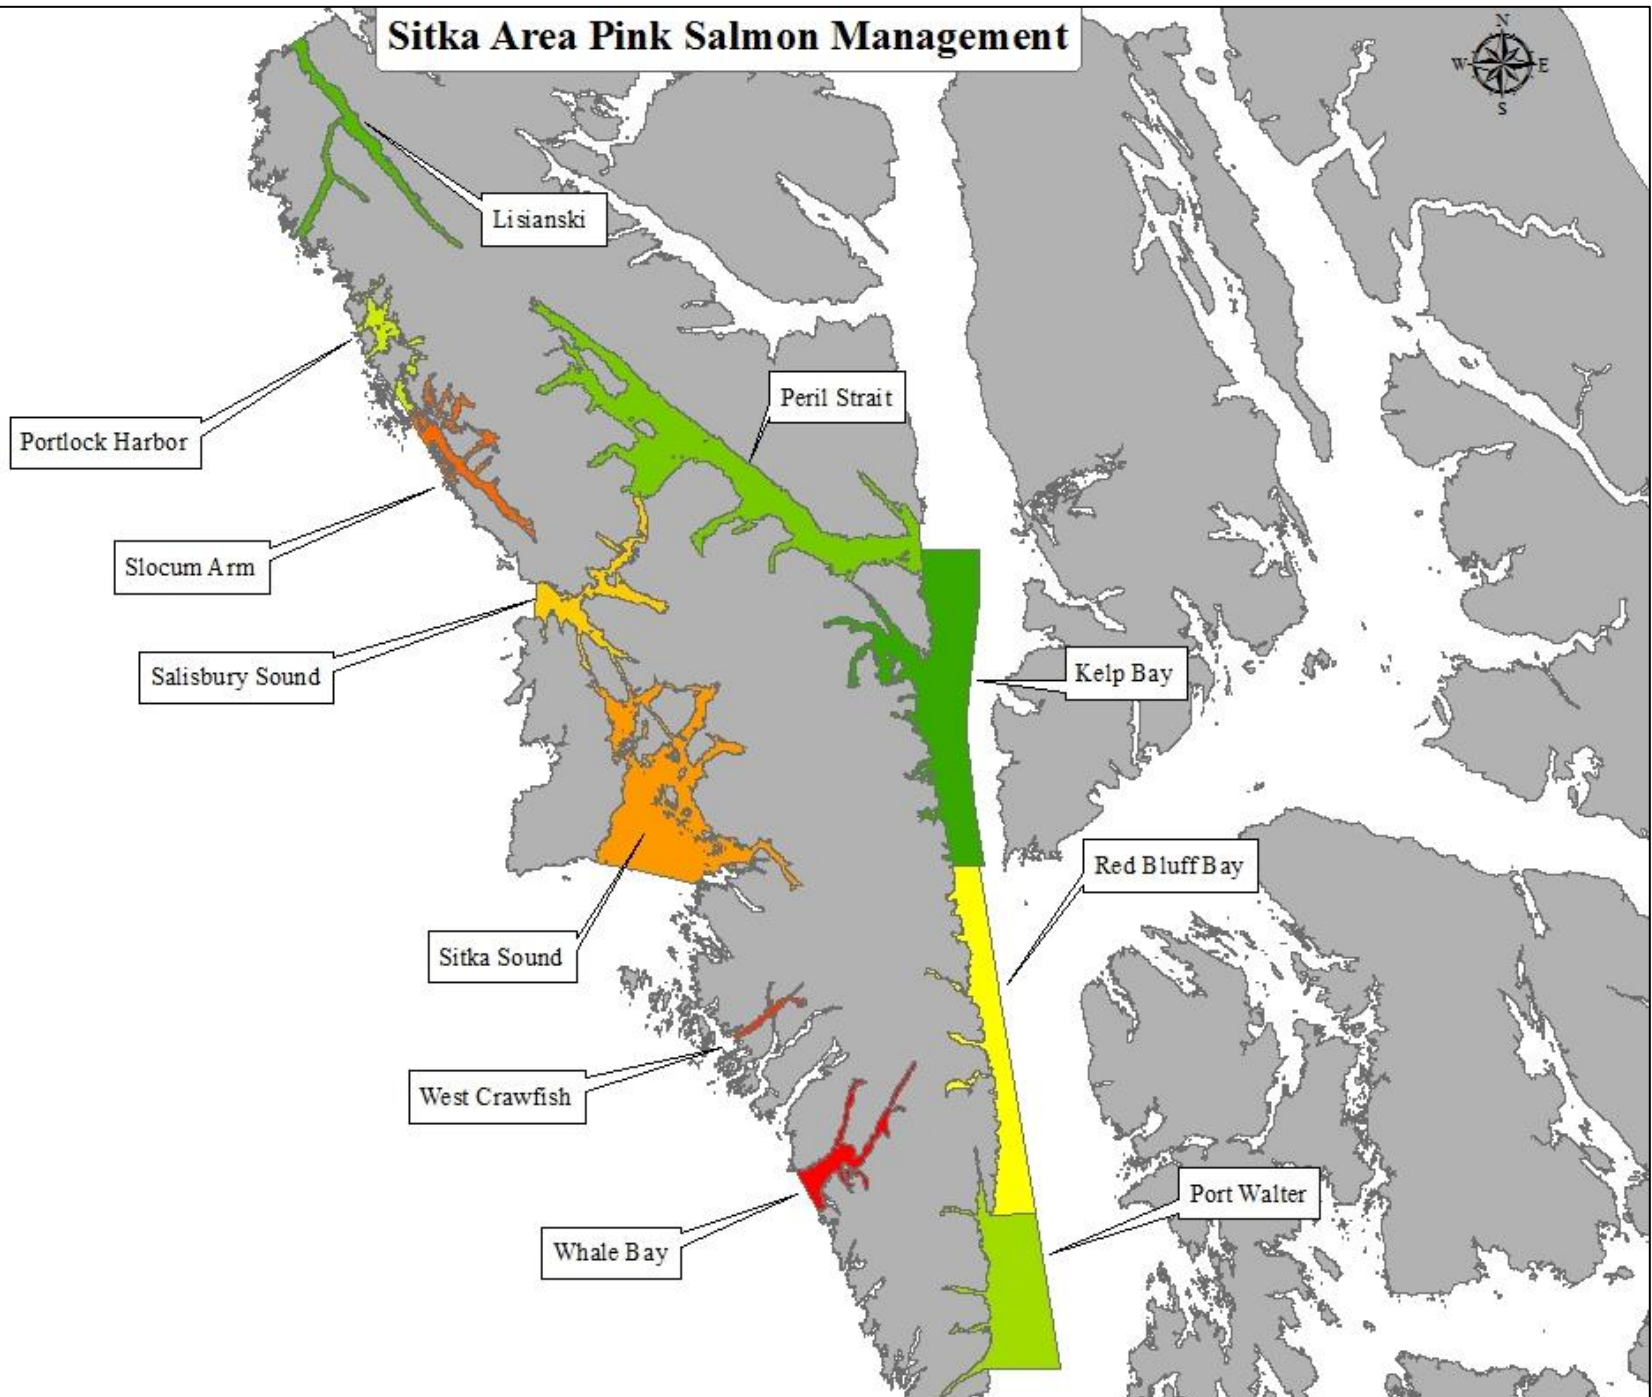 Sitka Area Pink Salmon Management
N
W E
S
Lisianski
Peril Strait
Portlock Harbor
Slocum Arm
Salisbury Sound
Kelp Bay
Red Bluff Bay
Sitka Sound
West Crawfish
Port Walter
Whale Bay